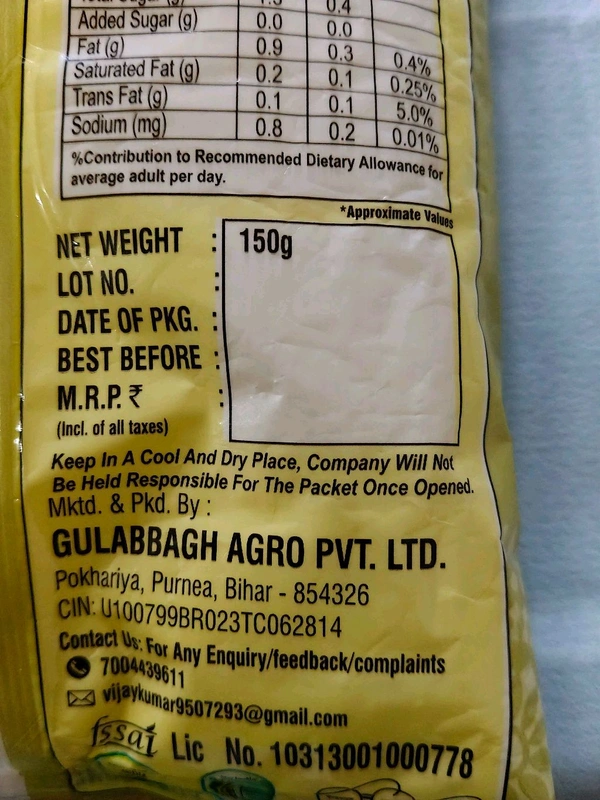 Added Sugar (g) 0.0 0.0
Fat (g) 0.9 0.3 0.4%
Saturated Fat (g) 0.2 0.1 0.25%
Trans Fat (g) 0.1 0.1 5.0%
Sodium (mg) 0.8 0.2 0.01%
%Contribution to Recommended Dietary Allowance for
average adult per day.
*Approximate Values
NET WEIGHT : 150g
LOT NO. :
DATE OF PKG. :
BEST BEFORE :
M.R.P. ₹ :
(Incl. of all taxes)
Keep In A Cool And Dry Place, Company Will Not
Be Held Responsible For The Packet Once Opened.
Mktd. & Pkd. By :
GULABBAGH AGRO PVT. LTD.
Pokhariya, Purnea, Bihar - 854326
CIN: U100799BR023TC062814
Contact Us: For Any Enquiry/feedback/complaints
7004439611
vijaykumar9507293@gmail.com
fssai Lic No. 10313001000778